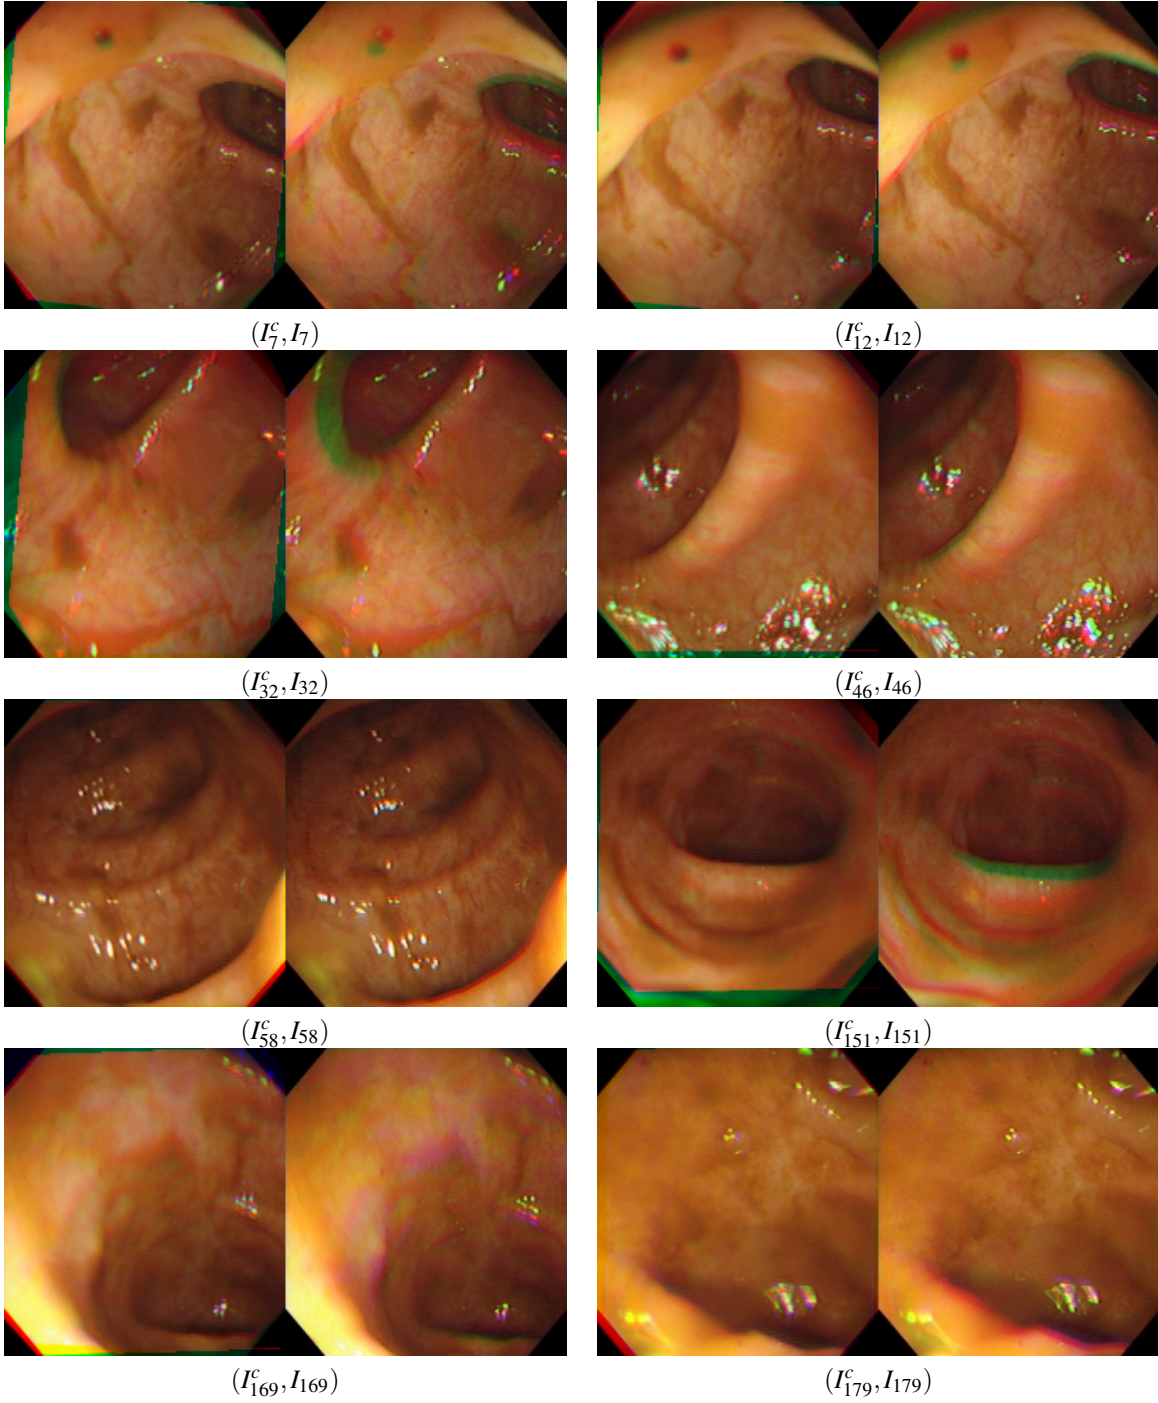 (I^c_7, I_7)
(I^c_12, I_12)
(I^c_32, I_32)
(I^c_46, I_46)
(I^c_58, I_58)
(I^c_151, I_151)
(I^c_169, I_169)
(I^c_179, I_179)